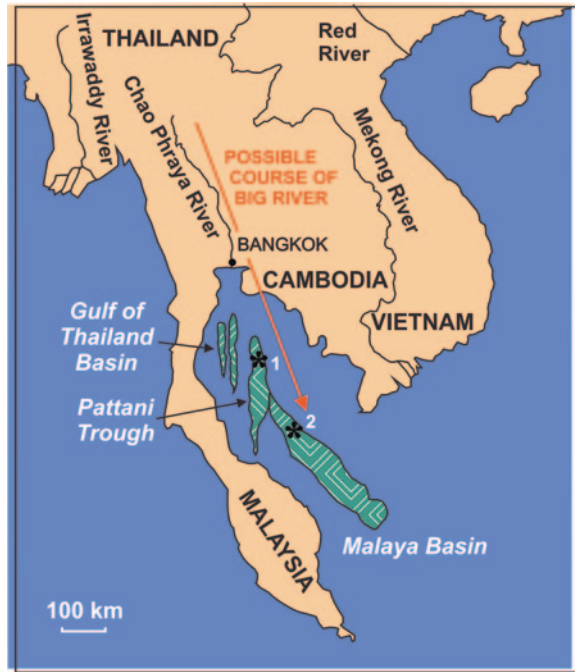 THAILAND
Red
River
Irrawaddy River
Chao Phraya River
Mekong River
POSSIBLE
COURSE OF
BIG RIVER
BANGKOK
CAMBODIA
VIETNAM
Gulf of
Thailand
Basin
1
Pattani
Trough
2
MALAYSIA
Malaya Basin
100 km